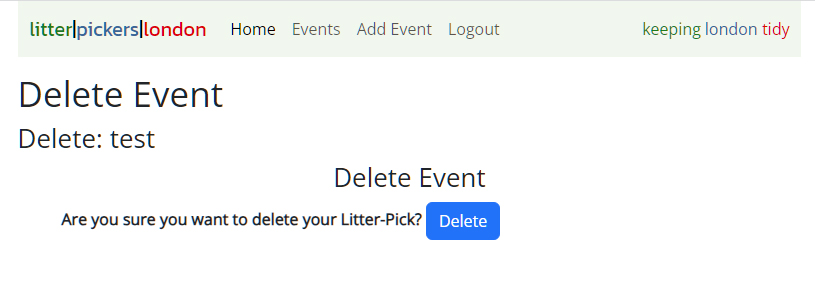 litter|pickers|london Home Events Add Event Logout keeping london tidy
Delete Event
Delete: test
Delete Event
Are you sure you want to delete your Litter-Pick? Delete